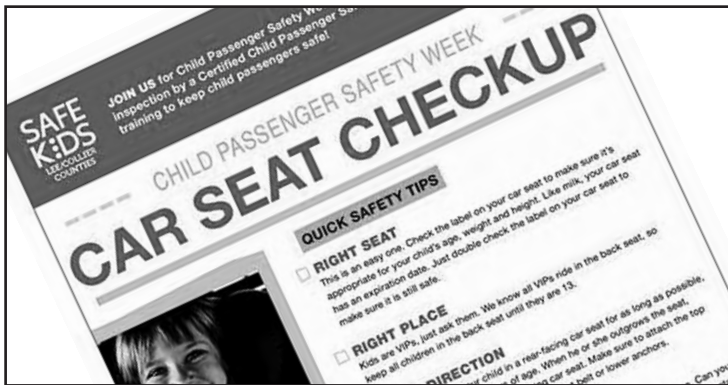 SAFE
K:DS
LEE/COLLIER
COUNTIES
JOIN US for Child Passenger Safety
inspection by a Certified Child Passenger
training to keep child passengers safe!
CHILD PASSENGER SAFETY WEEK
CAR SEAT CHECKUP
QUICK SAFETY TIPS
RIGHT SEAT
This is an easy one. Check the label on your car seat to make sure it's
appropriate for your child's age, weight and height. Like milk, your car seat
has an expiration date. Just double check the label on your car seat to
make sure it is still safe.
RIGHT PLACE
Kids are VIPs, just ask them. We know all VIPs ride in the back seat, so
keep all children in the back seat until they are 13.
DIRECTION
your child in a rear-facing car seat for as long as possible,
of age. When he or she outgrows the seat,
car seat. Make sure to attach the top
belt or lower anchors.
Can you